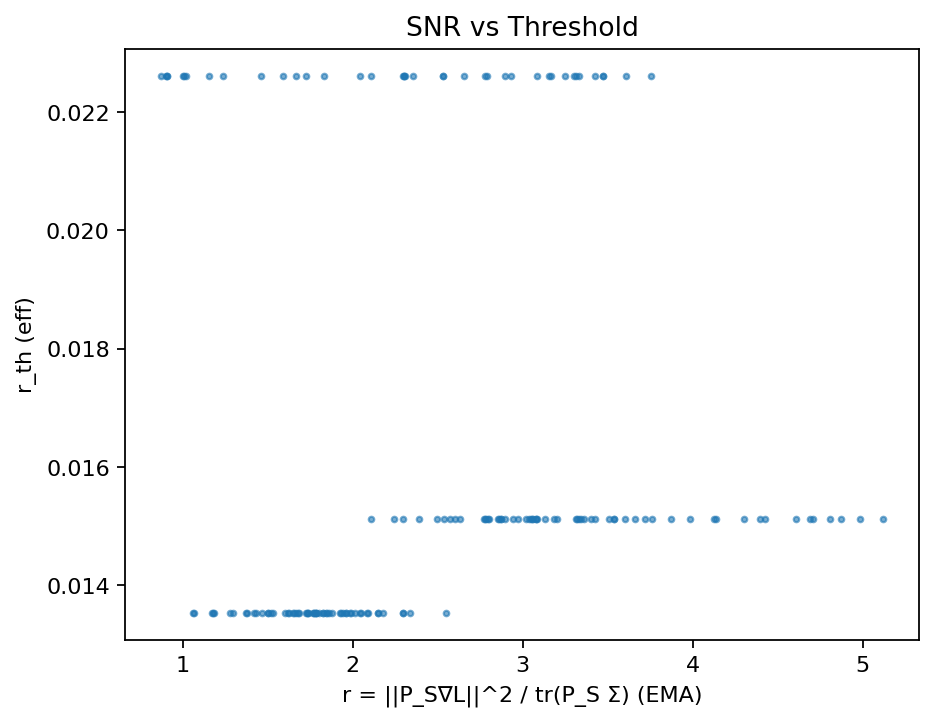 SNR vs Threshold
0.022
0.020
0.018
0.016
0.014
r_th (eff)
1 2 3 4 5
r = ||P_S∇L||^2 / tr(P_S Σ) (EMA)